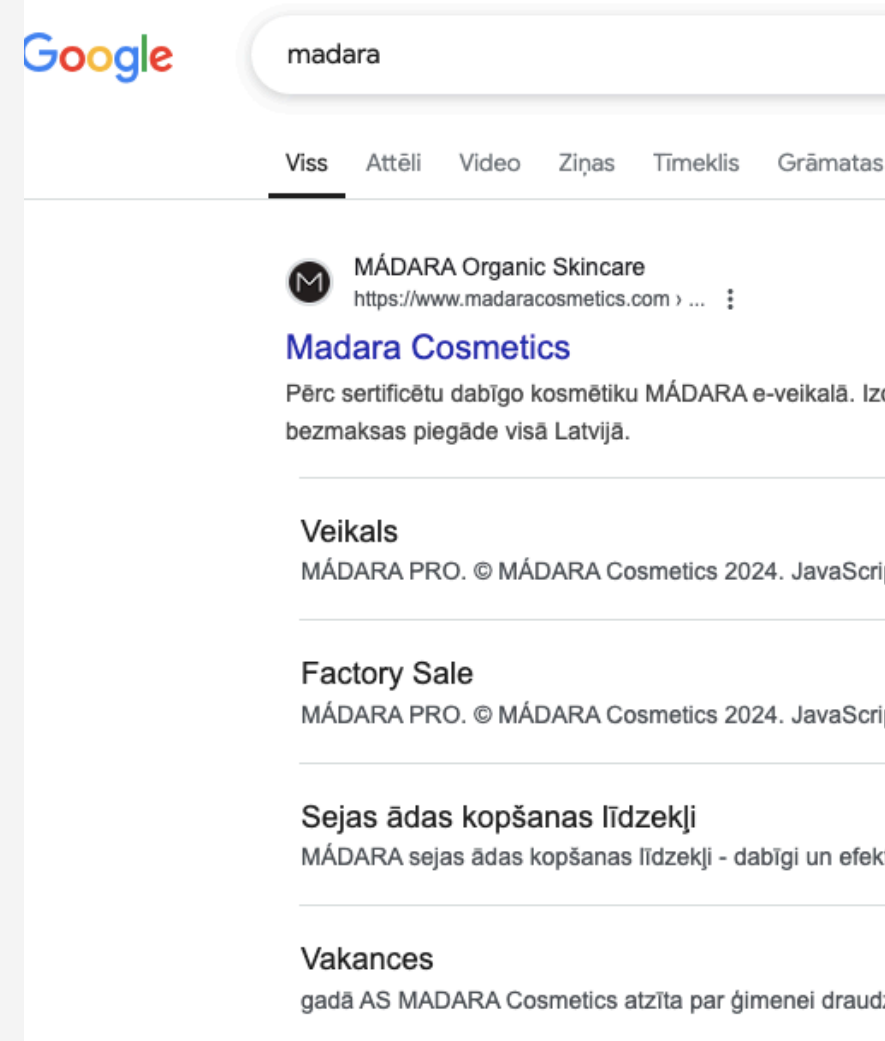 Google
madara
Viss Attēli Video Ziņas Tīmeklis Grāmatas
MÁDARA Organic Skincare
https://www.madaracosmetics.com › ...
Madara Cosmetics
Pērc sertificētu dabīgo kosmētiku MÁDARA e-veikalā.
bezmaksas piegāde visā Latvijā.
Veikals
MÁDARA PRO. © MÁDARA Cosmetics 2024.
Factory Sale
MÁDARA PRO. © MÁDARA Cosmetics 2024.
Sejas ādas kopšanas līdzekļi
MÁDARA sejas ādas kopšanas līdzekļi - dabīgi un
Vakances
gadā AS MADARA Cosmetics atzīta par ģimenei